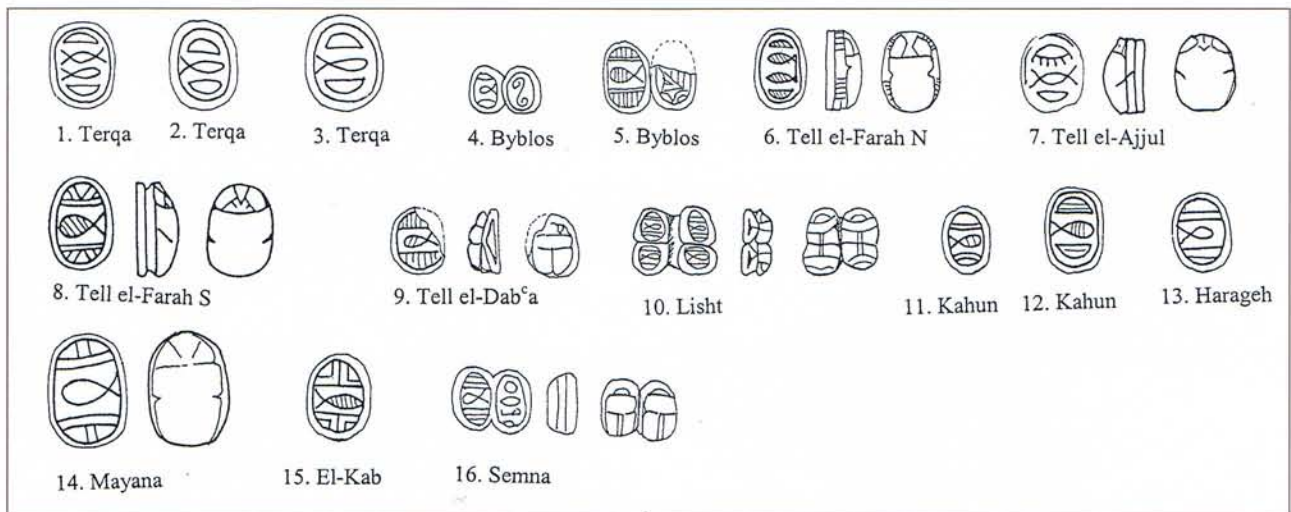 1. Terqa 2. Terqa 3. Terqa 4. Byblos 5. Byblos 6. Tell el-Farah N 7. Tell el-Ajjul
8. Tell el-Farah S 9. Tell el-Dabᶜa 10. Lisht 11. Kahun 12. Kahun 13. Harageh
14. Mayana 15. El-Kab 16. Semna